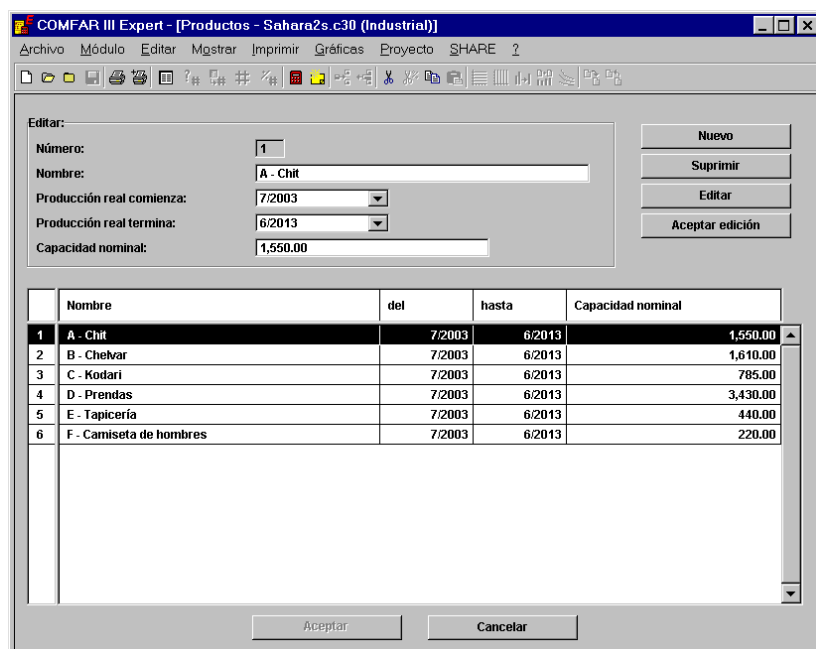 COMFAR III Expert - [Productos - Sahara2s.c30 (Industrial)]
Archivo Módulo Editar Mostrar Imprimir Gráficas Proyecto SHARE ?
Editar:
Número: 1
Nombre: A - Chit
Producción real comienza: 7/2003
Producción real termina: 6/2013
Capacidad nominal: 1,550.00
Nuevo
Suprimir
Editar
Aceptar edición
Nombre del hasta Capacidad nominal
1 A - Chit 7/2003 6/2013 1,550.00
2 B - Chelvar 7/2003 6/2013 1,610.00
3 C - Kodari 7/2003 6/2013 785.00
4 D - Prendas 7/2003 6/2013 3,430.00
5 E - Tapicería 7/2003 6/2013 440.00
6 F - Camiseta de hombres 7/2003 6/2013 220.00
Aceptar Cancelar